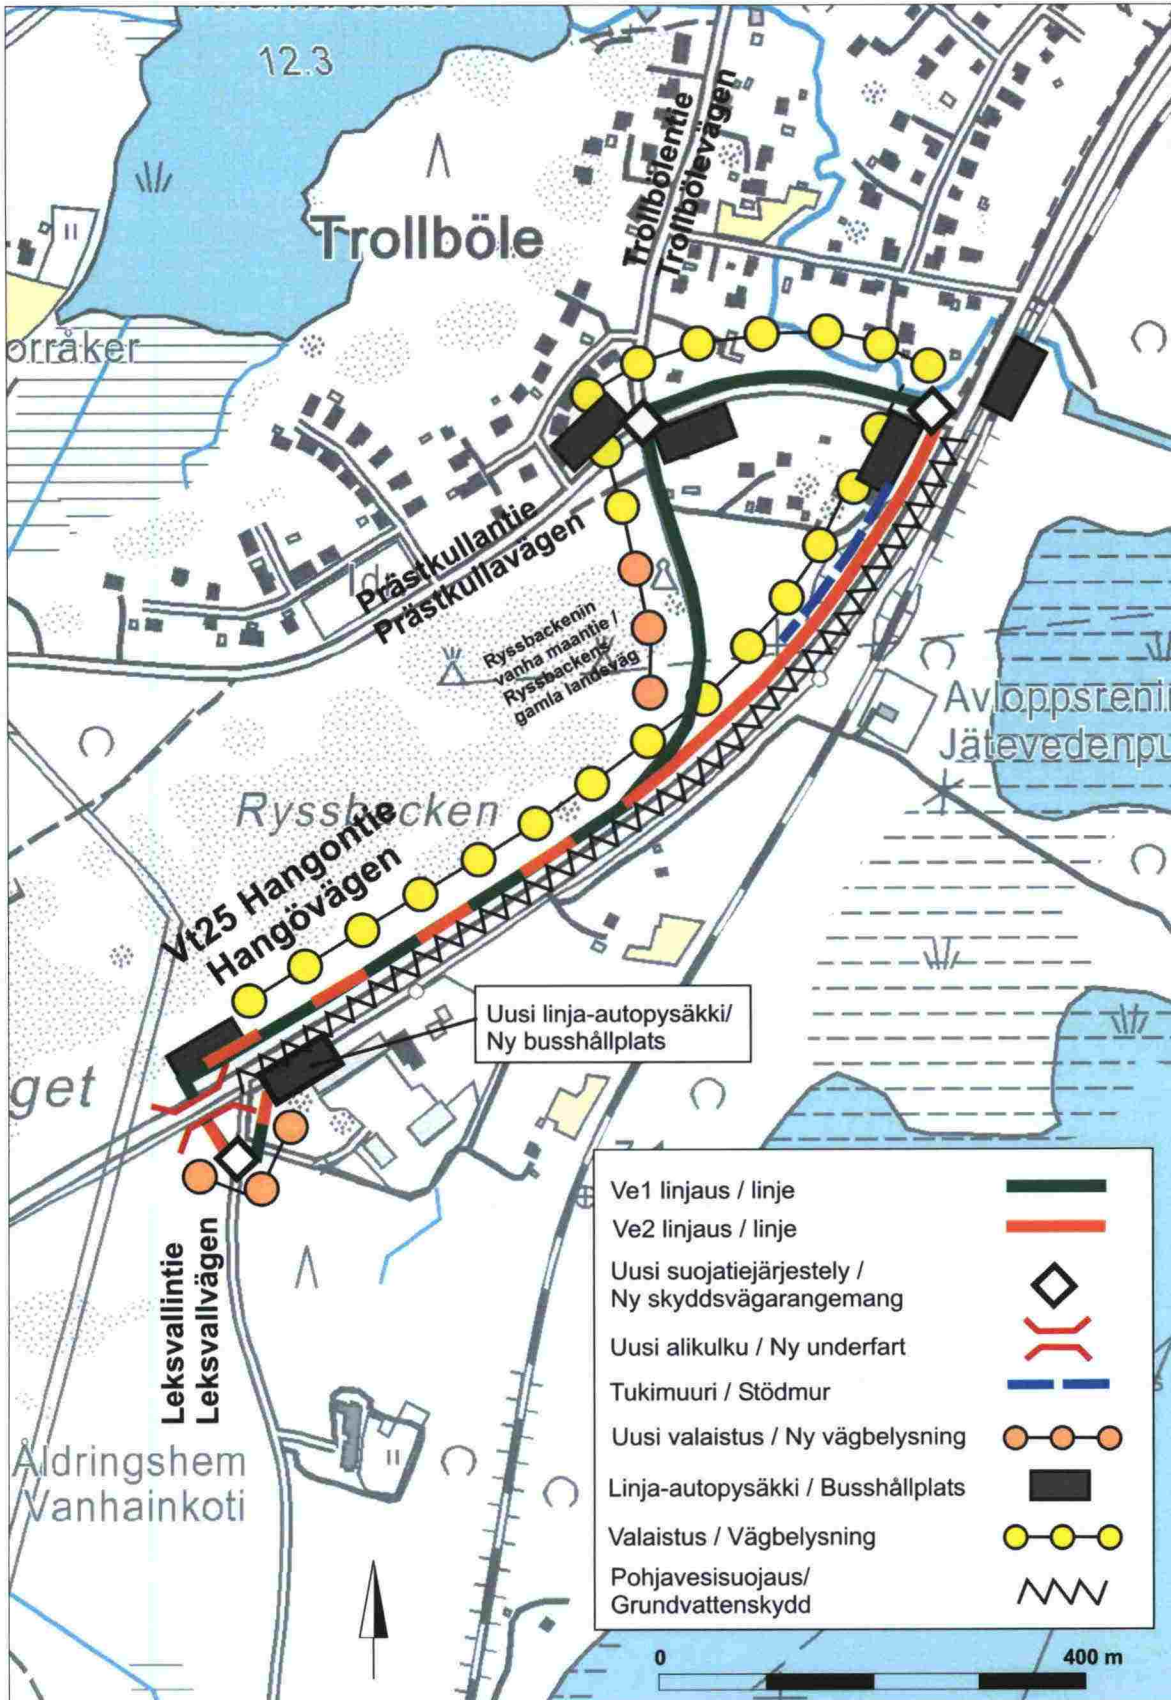 12.3
Trollbölentie
Trollbölevägen
Trollböle
orråker
Prästkullantie
Prästkullavägen
Ryssbackenin
vanha maantie /
Ryssbackens
gamla landsväg
Avloppsrenin
Jätevedenpu
Ryssbacken
Vt25 Hangontie
Hangövägen
Uusi linja-autopysäkki/
Ny busshållplats
get
Leksvallintie
Leksvallvägen
Åldringshem
Vanhainkoti
Ve1 linjaus / linje
Ve2 linjaus / linje
Uusi suojatiejärjestely /
Ny skyddsvägarangemang
Uusi alikulku / Ny underfart
Tukimuuri / Stödmur
Uusi valaistus / Ny vägbelysning
Linja-autopysäkki / Busshållplats
Valaistus / Vägbelysning
Pohjavesisuojaus/
Grundvattenskydd
0 400 m